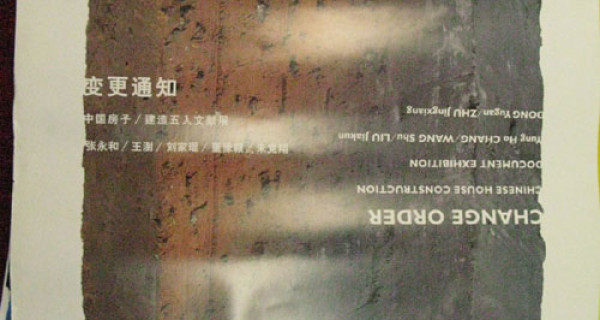 变更通知
中国房子/建造五人文献展
张永和/王澍/刘家琨/董豫赣/朱竞翔
CHANGE ORDER
CHINESE HOUSE CONSTRUCTION
DOCUMENT EXHIBITION
Yung Ho CHANG/WANG Shu/LIU Jiakun
DONG Yugan/ZHU Jingxiang